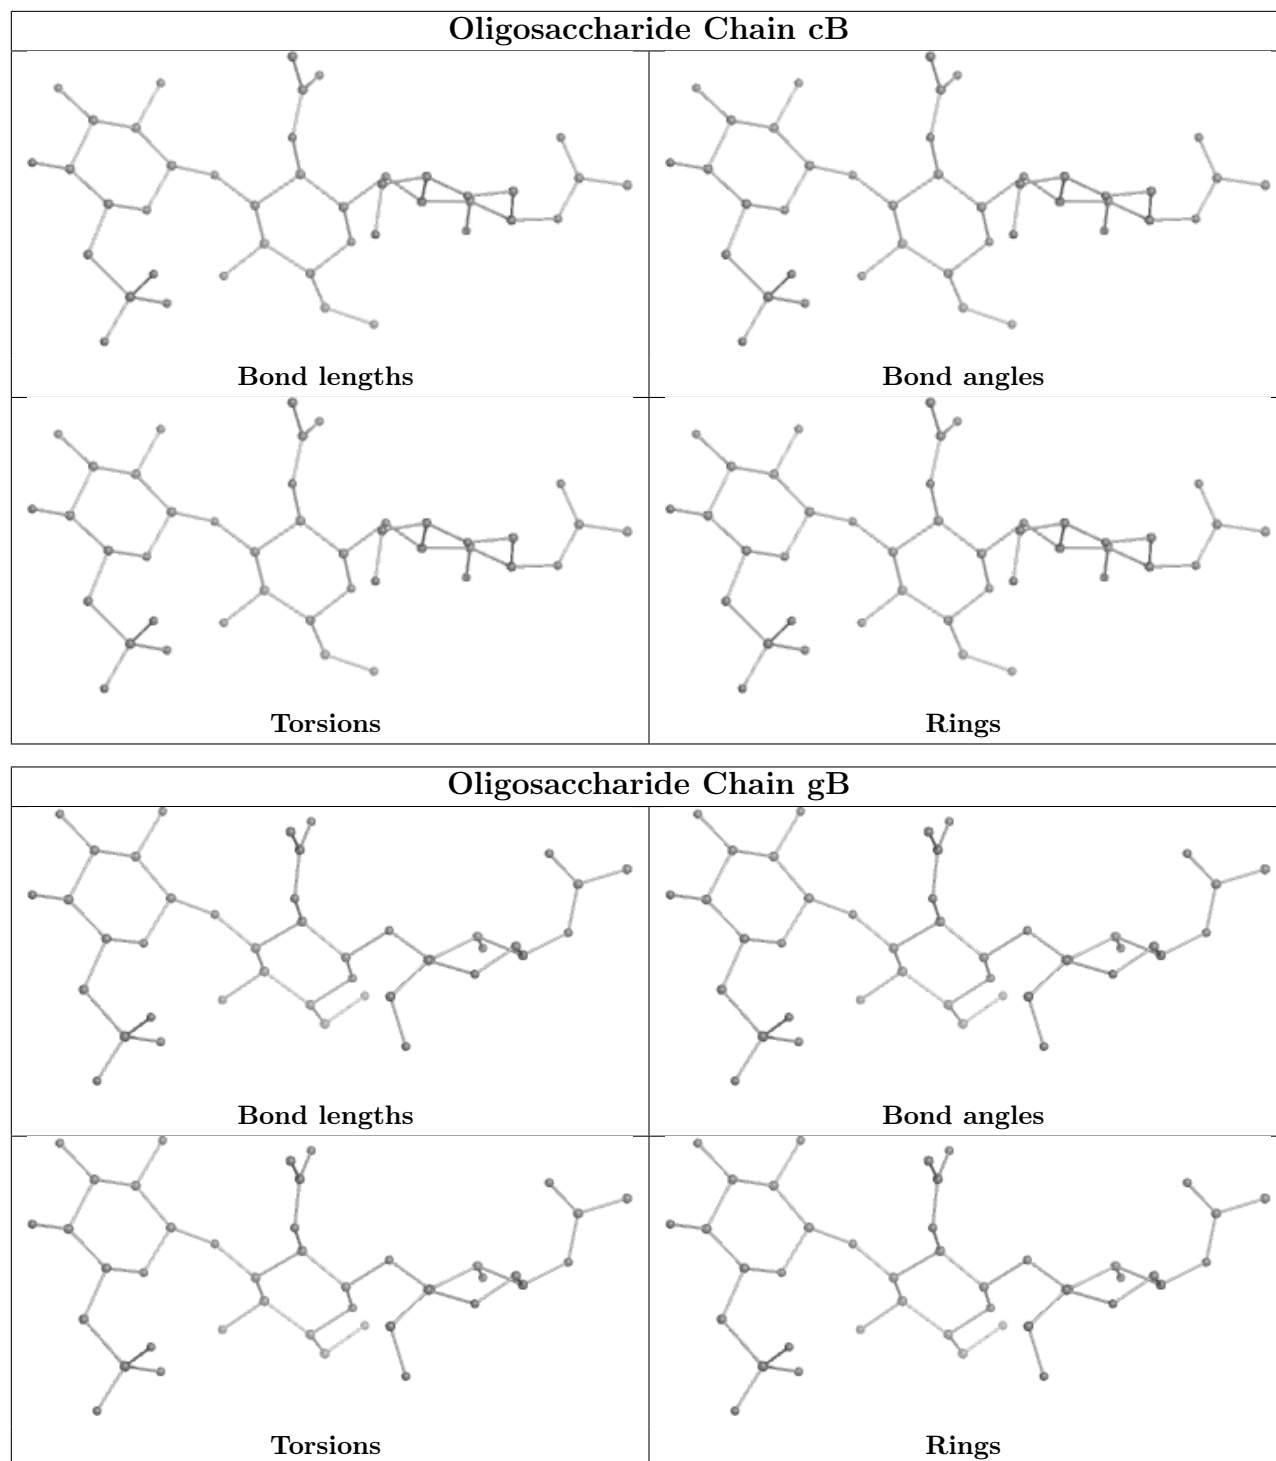 Oligosaccharide Chain cB
Bond lengths
Bond angles
Torsions
Rings
Oligosaccharide Chain gB
Bond lengths
Bond angles
Torsions
Rings